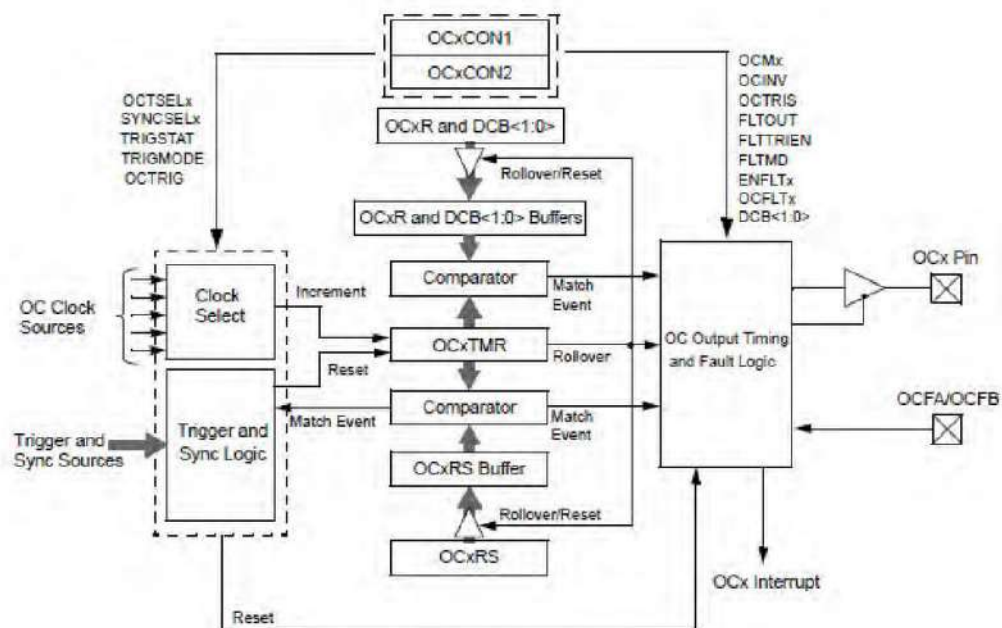 OCxCON1
OCxCON2
OCTSELx
SYNCSELx
TRIGSTAT
TRIGMODE
OCTRIG
OCMx
OCINV
OCTRIS
FLTOUT
FLTTRIEN
FLTMD
ENFLTx
OCFLTx
DCB<1:0>
OCxR and DCB<1:0>
Rollover/Reset
OCxR and DCB<1:0> Buffers
OC Clock
Sources
Clock
Select
Increment
Comparator
Match
Event
OCx Pin
OCxTMR
Rollover
Reset
OC Output Timing
and Fault Logic
Trigger and
Sync Sources
Trigger and
Sync Logic
Match Event
Comparator
Match
Event
OCFA/OCFB
OCxRS Buffer
Rollover/Reset
OCxRS
OCx Interrupt
Reset